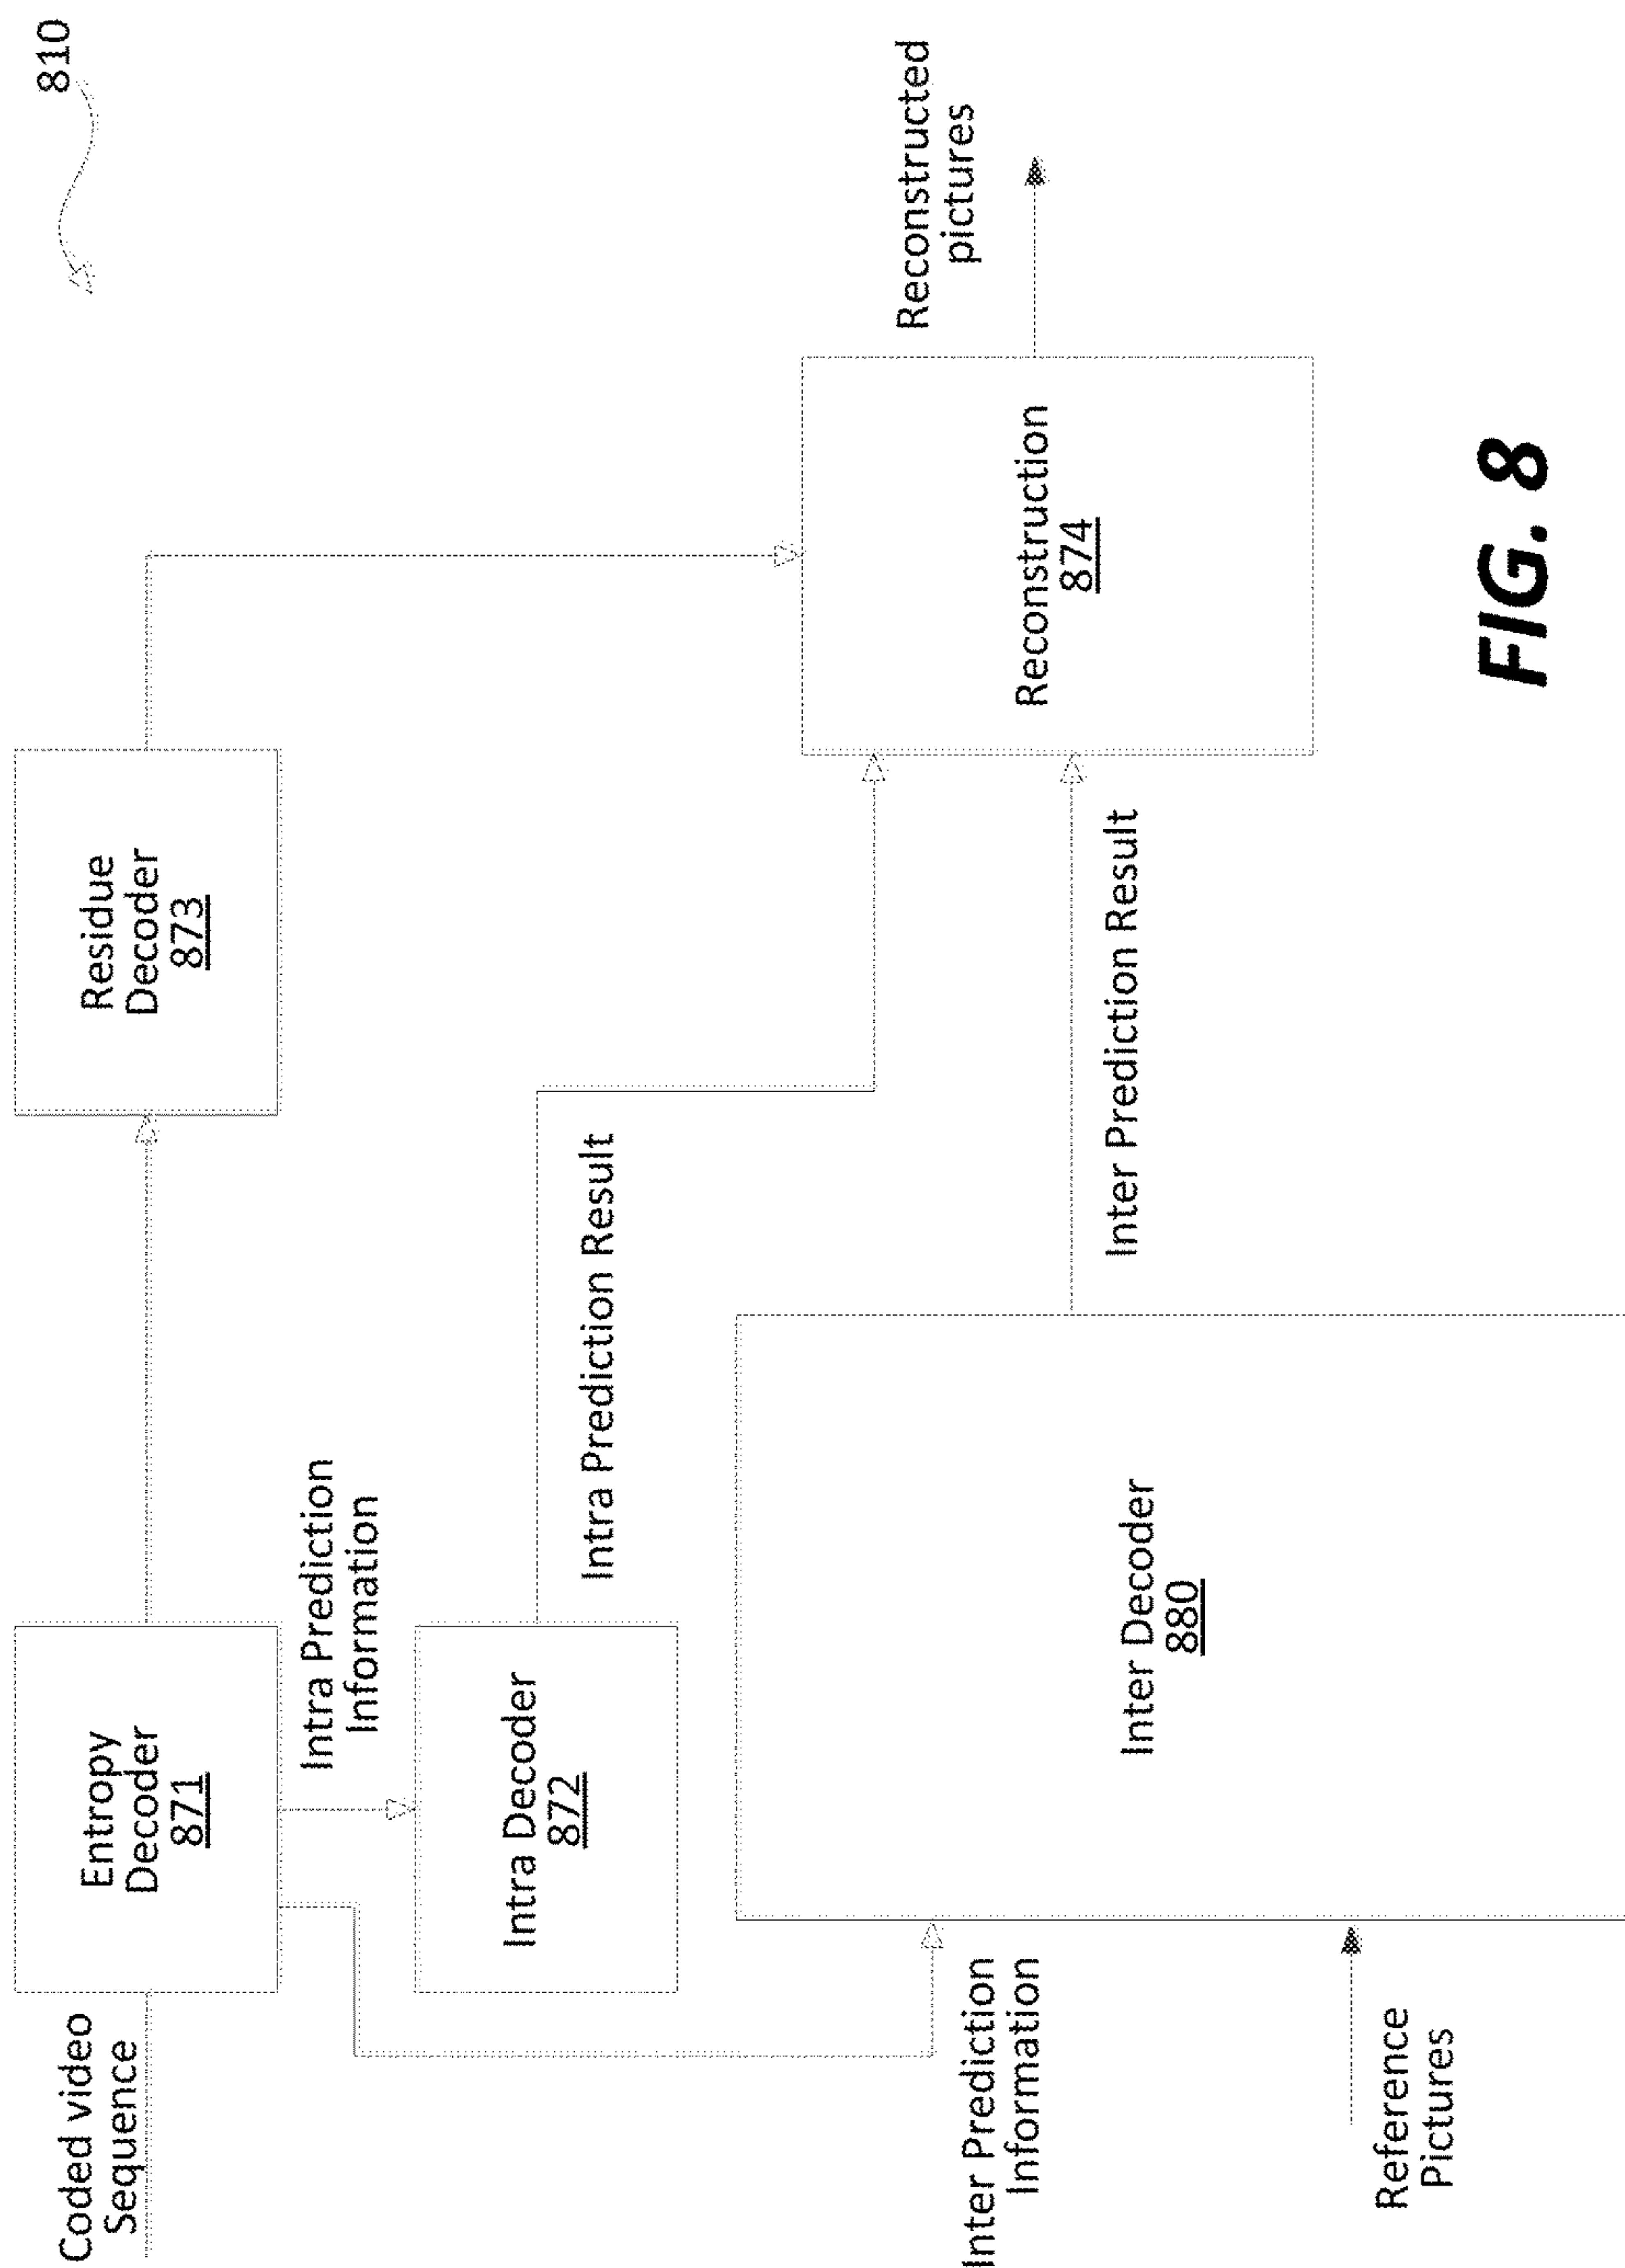 810
Coded video
Sequence
Entropy
Decoder
871
Residue
Decoder
873
Intra Prediction
Information
Intra Decoder
872
Intra Prediction Result
Reconstructed
pictures
Reconstruction
874
Inter Prediction
Information
Inter Decoder
880
Inter Prediction Result
Reference
Pictures
FIG. 8